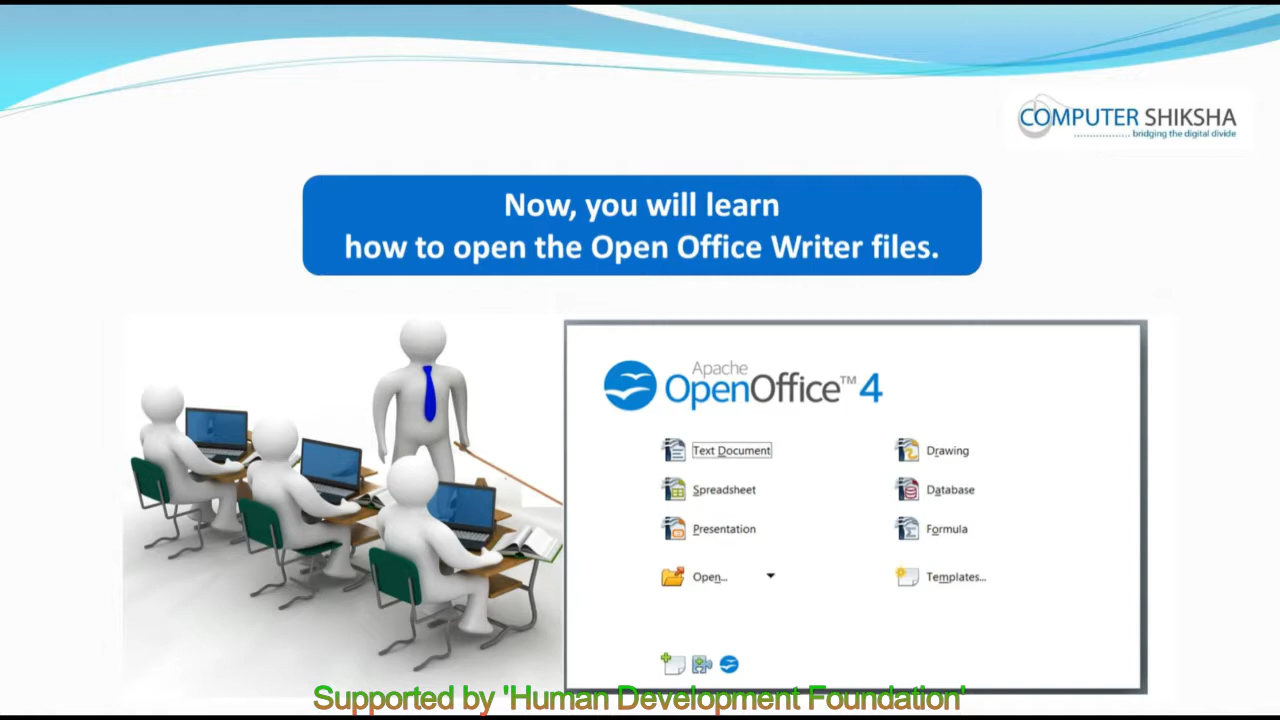 COMPUTER SHIKSHA
bridging the digital divide
Now, you will learn
how to open the Open Office Writer files.
Apache
OpenOffice™ 4
Text Document
Drawing
Spreadsheet
Database
Presentation
Formula
Open...
Templates...
Supported by 'Human Development Foundation'